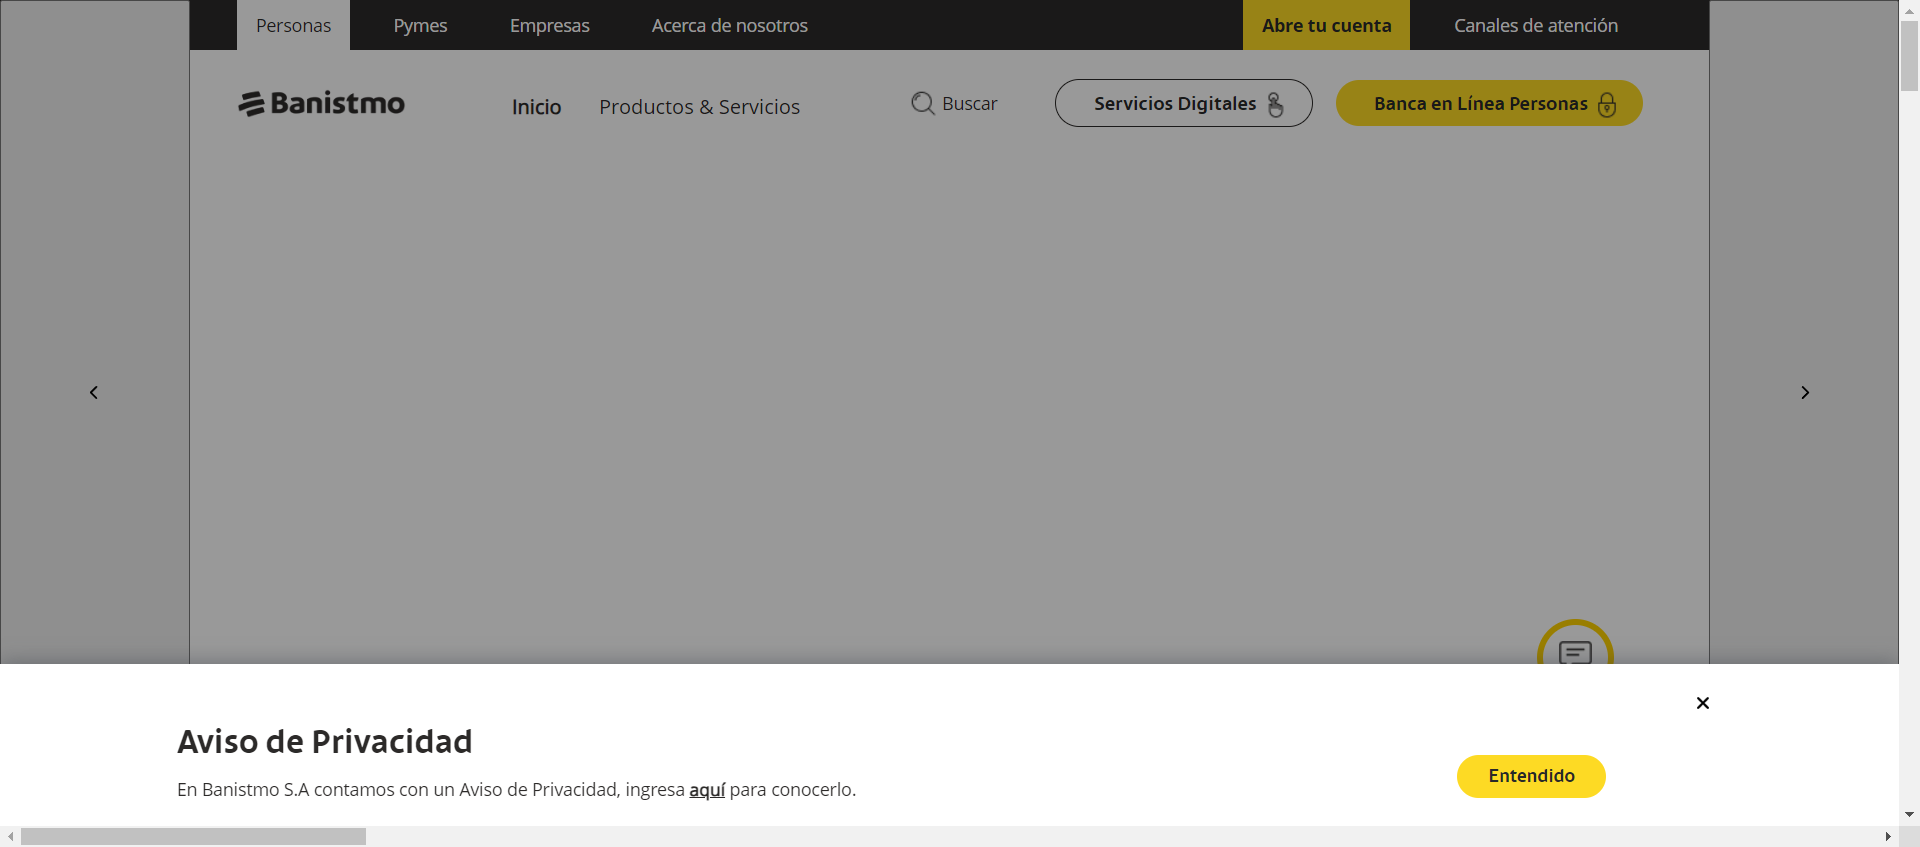 Personas Pymes Empresas Acerca de nosotros Abre tu cuenta Canales de atención
Banistmo Inicio Productos & Servicios Buscar Servicios Digitales Banca en Línea Personas
Aviso de Privacidad
En Banistmo S.A contamos con un Aviso de Privacidad, ingresa aquí para conocerlo.
Entendido